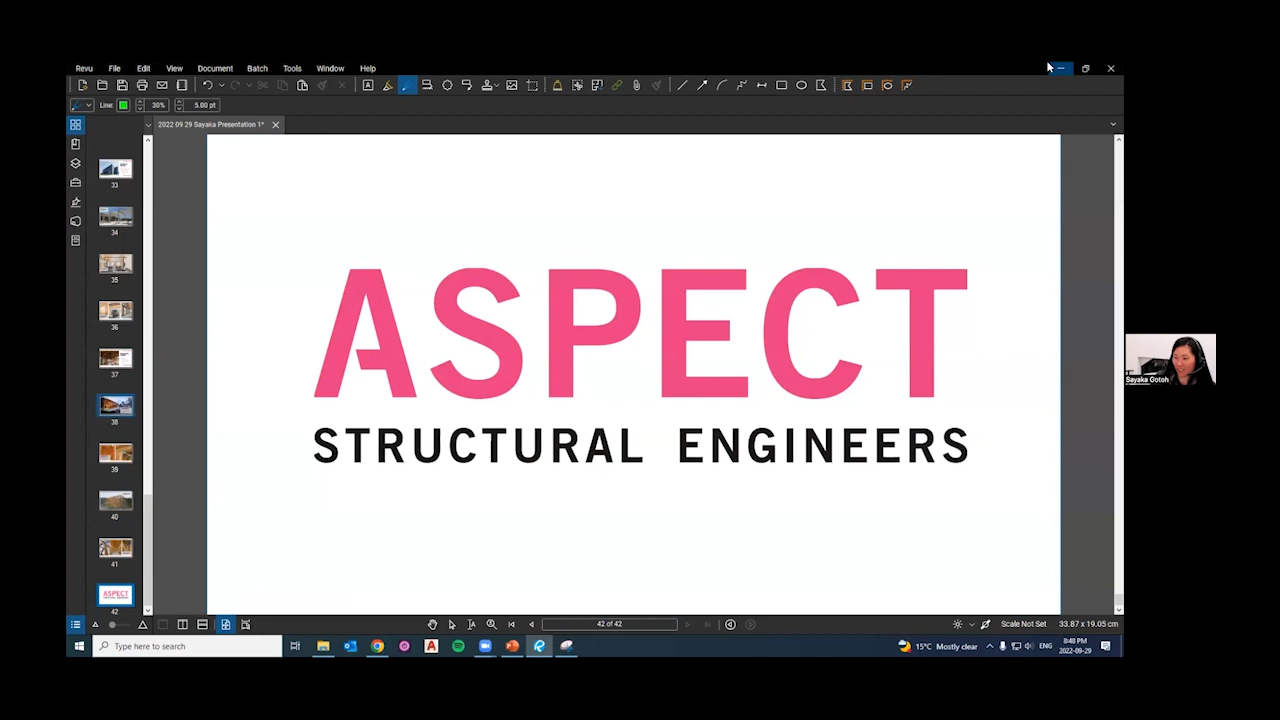 Revu File Edit View Document Batch Tools Window Help
Line: 30% 5.00 pt
2022 09 29 Sayaka Presentation 1*
33
34
35
36
37
38
39
40
41
ASPECT
STRUCTURAL ENGINEERS
42
ASPECT
STRUCTURAL ENGINEERS
Sayaka Gotoh
42 of 42
Scale Not Set 33.87 x 19.05 cm
Type here to search
15°C Mostly clear
ENG
8:48 PM
2022-09-29